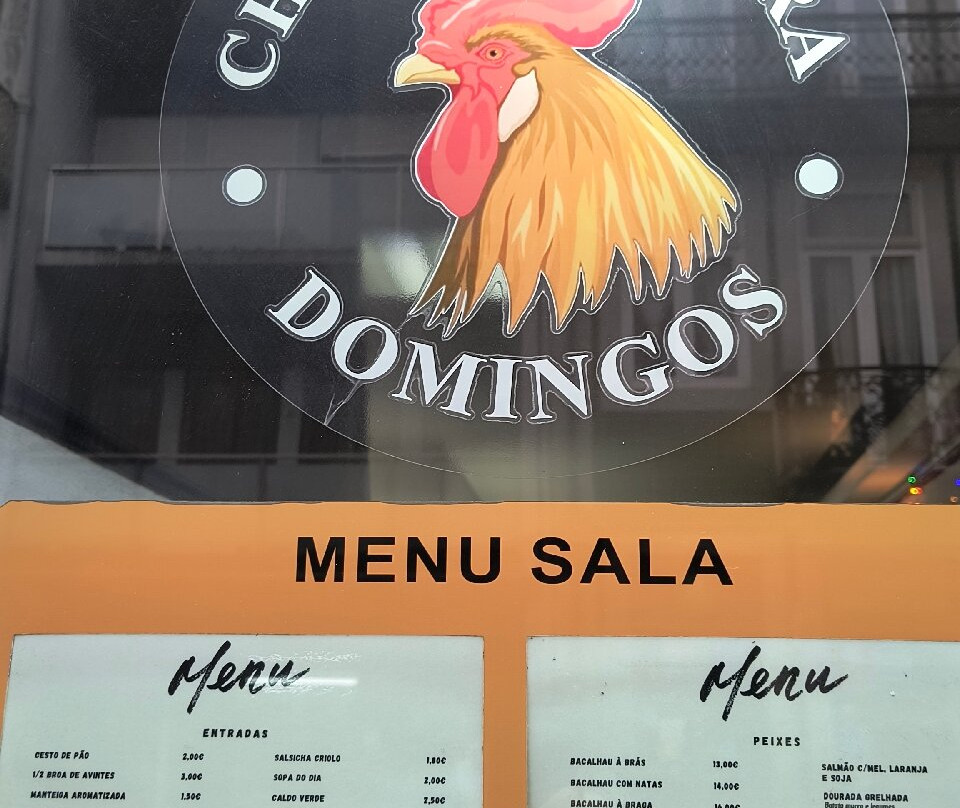 DOMINGOS
MENU SALA
Menu
ENTRADAS
CESTO DE PÃO 2,00€
1/2 BROA DE AVINTES 3,00€
MANTEIGA AROMATIZADA 1,50€
SALSICHA CRIOLO 1,80€
SOPA DO DIA 2,00€
CALDO VERDE 2,50€
Menu
PEIXES
BACALHAU À BRÁS 13,00€
BACALHAU COM NATAS 14,00€
BACALHAU À BRAGA
SALMÃO C/MEL, LARANJA
E SOJA
DOURADA GRELHADA